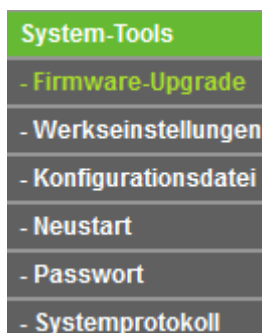 System-Tools
- Firmware-Upgrade
- Werkseinstellungen
- Konfigurationsdatei
- Neustart
- Passwort
- Systemprotokoll